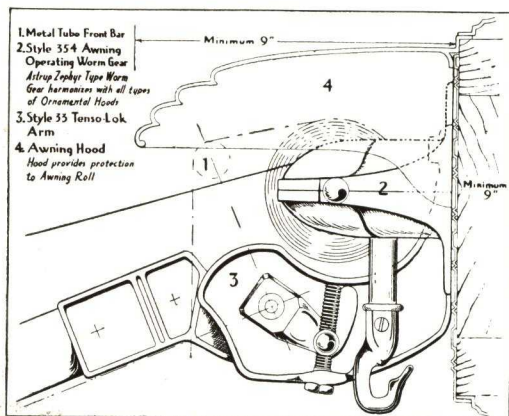 1. Metal Tube Front Bar
2. Style 354 Awning
Operating Worm Gear
Astrup Zephyr Type Worm
Gear harmonizes with all types
of Ornamental Hoods
3. Style 33 Tenso-Lok
Arm
4. Awning Hood
Hood provides protection
to Awning Roll
Minimum 9"
4
1
2
Minimum
9"
3